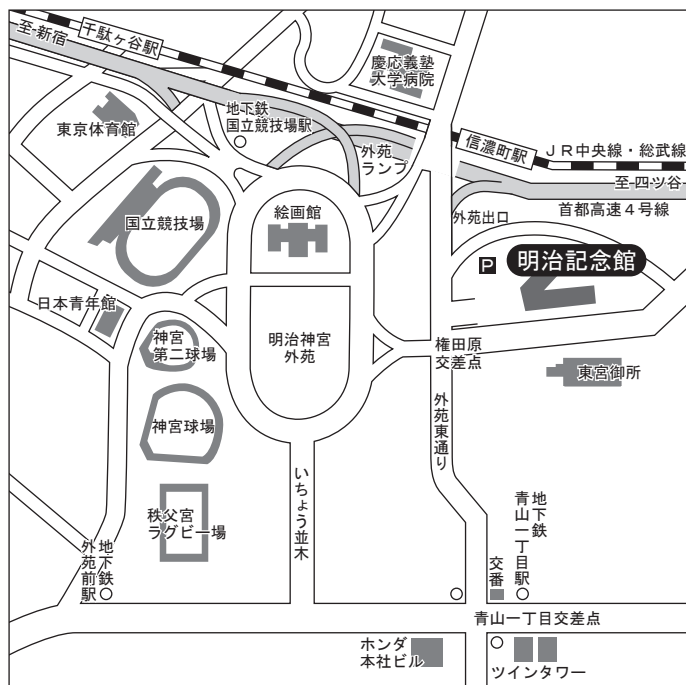 至新宿
千駄ヶ谷駅
慶応義塾
大学病院
東京体育館
地下鉄
国立競技場駅
外苑
ランプ
信濃町駅
JR中央線・総武線
至四ツ谷
首都高速4号線
外苑出口
国立競技場
絵画館
P
明治記念館
日本青年館
神宮
第二球場
明治神宮
外苑
権田原
交差点
東宮御所
神宮球場
外苑東通り
いちょう並木
秩父宮
ラグビー場
地下鉄
外苑前駅
交番
地下鉄
青山一丁目駅
青山一丁目交差点
ホンダ
本社ビル
ツインタワー